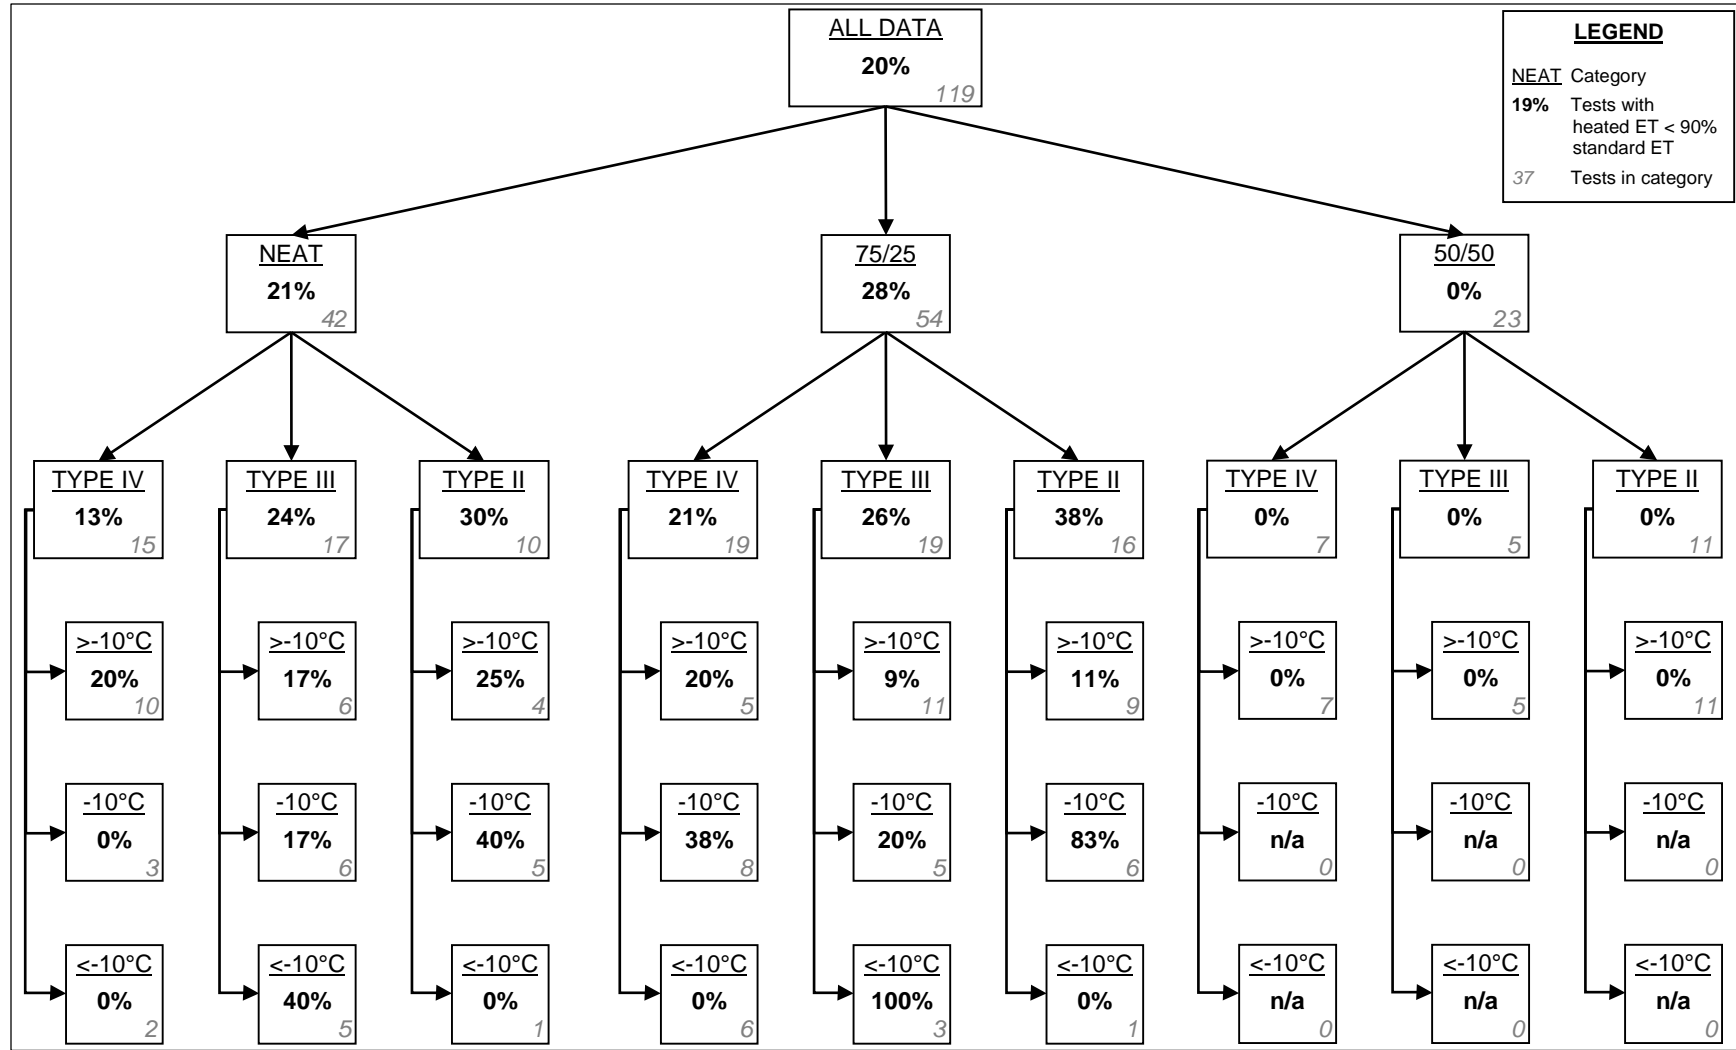 ALL DATA
20%
119
LEGEND
NEAT Category
19% Tests with
heated ET < 90%
standard ET
37 Tests in category
NEAT
21%
42
75/25
28%
54
50/50
0%
23
TYPE IV
13%
15
TYPE III
24%
17
TYPE II
30%
10
TYPE IV
21%
19
TYPE III
26%
19
TYPE II
38%
16
TYPE IV
0%
7
TYPE III
0%
5
TYPE II
0%
11
>-10°C
20%
10
>-10°C
17%
6
>-10°C
25%
4
>-10°C
20%
5
>-10°C
9%
11
>-10°C
11%
9
>-10°C
0%
7
>-10°C
0%
5
>-10°C
0%
11
-10°C
0%
3
-10°C
17%
6
-10°C
40%
5
-10°C
38%
8
-10°C
20%
5
-10°C
83%
6
-10°C
n/a
0
-10°C
n/a
0
-10°C
n/a
0
<-10°C
0%
2
<-10°C
40%
5
<-10°C
0%
1
<-10°C
0%
6
<-10°C
100%
3
<-10°C
0%
1
<-10°C
n/a
0
<-10°C
n/a
0
<-10°C
n/a
0